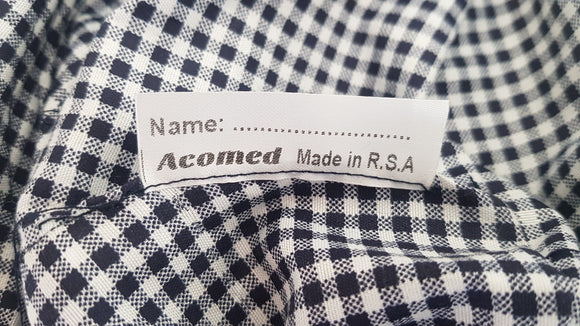 Name: ..............................
Acomed Made in R.S.A